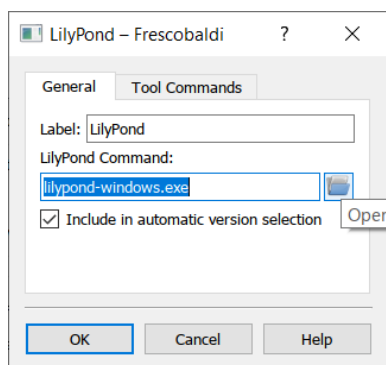 LilyPond – Frescobaldi ?
General Tool Commands
Label: LilyPond
LilyPond Command:
lilypond-windows.exe
Include in automatic version selection
Open
OK Cancel Help